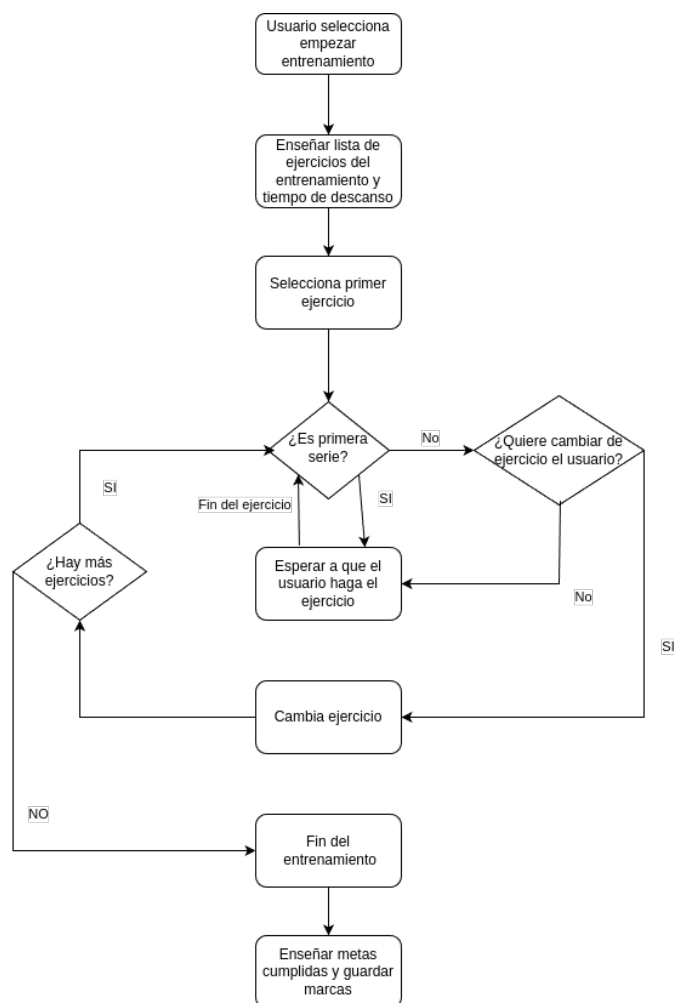 Usuario selecciona
empezar
entrenamiento
Enseñar lista de
ejercicios del
entrenamiento y
tiempo de descanso
Selecciona primer
ejercicio
¿Es primera
serie?
No
¿Quiere cambiar de
ejercicio el usuario?
SI
Fin del ejercicio
SI
¿Hay más
ejercicios?
Esperar a que el
usuario haga el
ejercicio
No
SI
Cambia ejercicio
NO
Fin del
entrenamiento
Enseñar metas
cumplidas y guardar
marcas